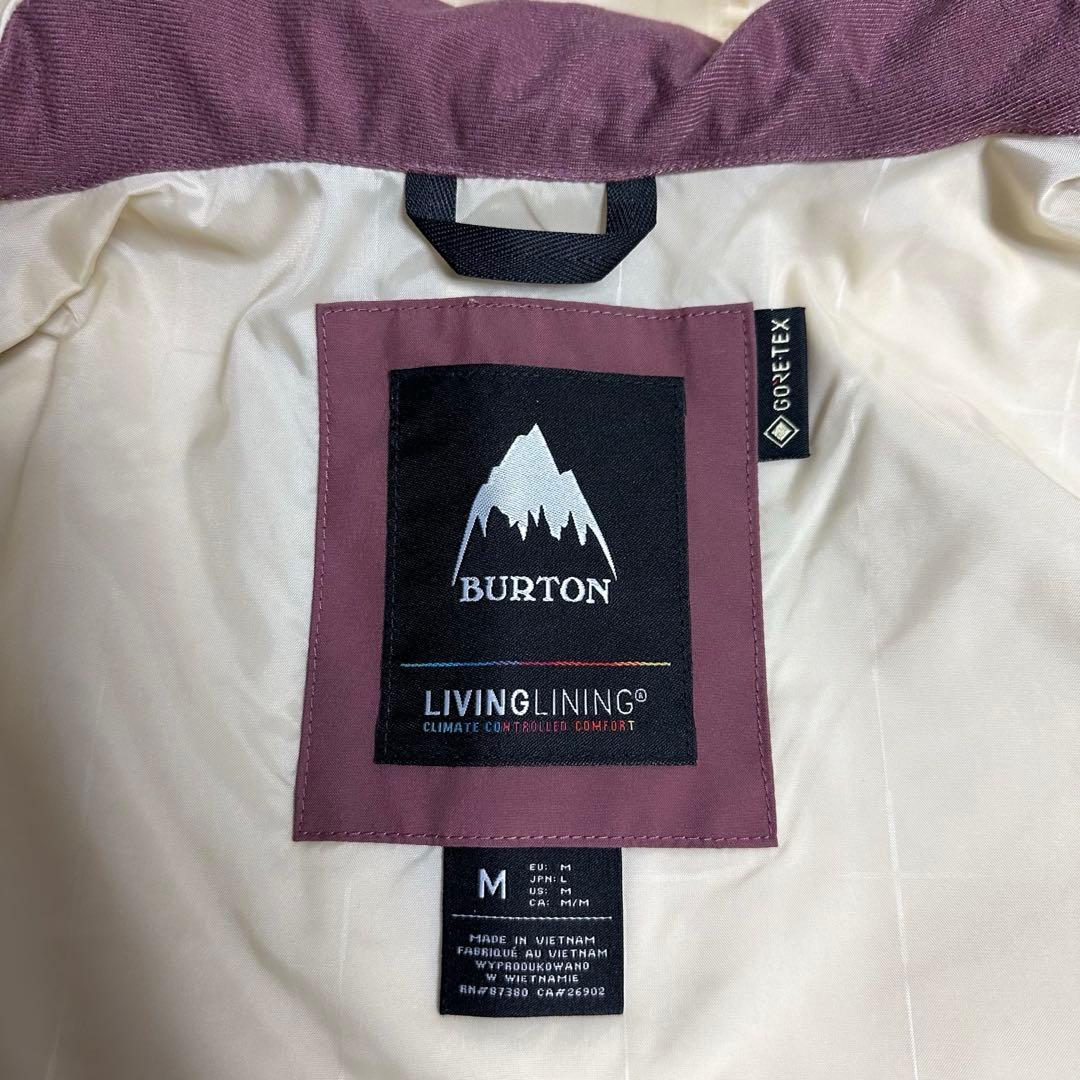 GORE-TEX
BURTON
LIVINGLINING®
CLIMATE CONTROLLED COMFORT
M
EU: M
JPN: L
US: M
CA: M/M
MADE IN VIETNAM
FABRIQUÉ AU VIETNAM
WYPRODUKOWANO
W WIETNAMIE
RN#87380 CA#26902